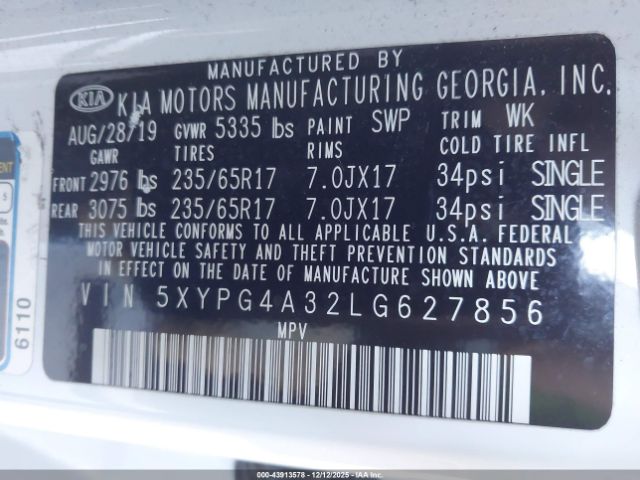 MANUFACTURED BY
KIA KIA MOTORS MANUFACTURING GEORGIA, INC.
AUG/28/19 GVWR 5335 lbs PAINT SWP TRIM WK
GAWR TIRES RIMS COLD TIRE INFL
FRONT 2976 lbs 235/65R17 7.0JX17 34psi SINGLE
REAR 3075 lbs 235/65R17 7.0JX17 34psi SINGLE
THIS VEHICLE CONFORMS TO ALL APPLICABLE U.S.A. FEDERAL
MOTOR VEHICLE SAFETY AND THEFT PREVENTION STANDARDS
IN EFFECT ON THE DATE OF MANUFACTURE SHOWN ABOVE.
VIN 5XYPG4A32LG627856
MPV
6110
5
000-43913578 - 12/12/2025 - COPART